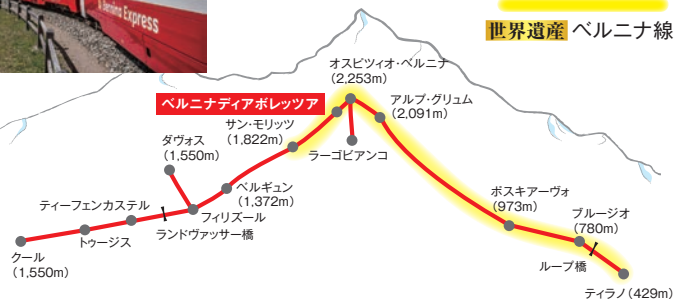 Bernina Express
世界遺産 ベルニナ線
オスピツィオ・ベルニナ
(2,253m)
ベルニナディアボレッツア
アルプ・グリュム
(2,091m)
サン・モリッツ
(1,822m)
ラーゴビアンコ
ダヴォス
(1,550m)
ベルギュン
(1,372m)
ポスキアーヴォ
(973m)
ブルージオ
(780m)
ティーフェンカステル
フィリズール
トゥージス
ランドヴァッサー橋
クール
(1,550m)
ループ橋
ティラノ(429m)